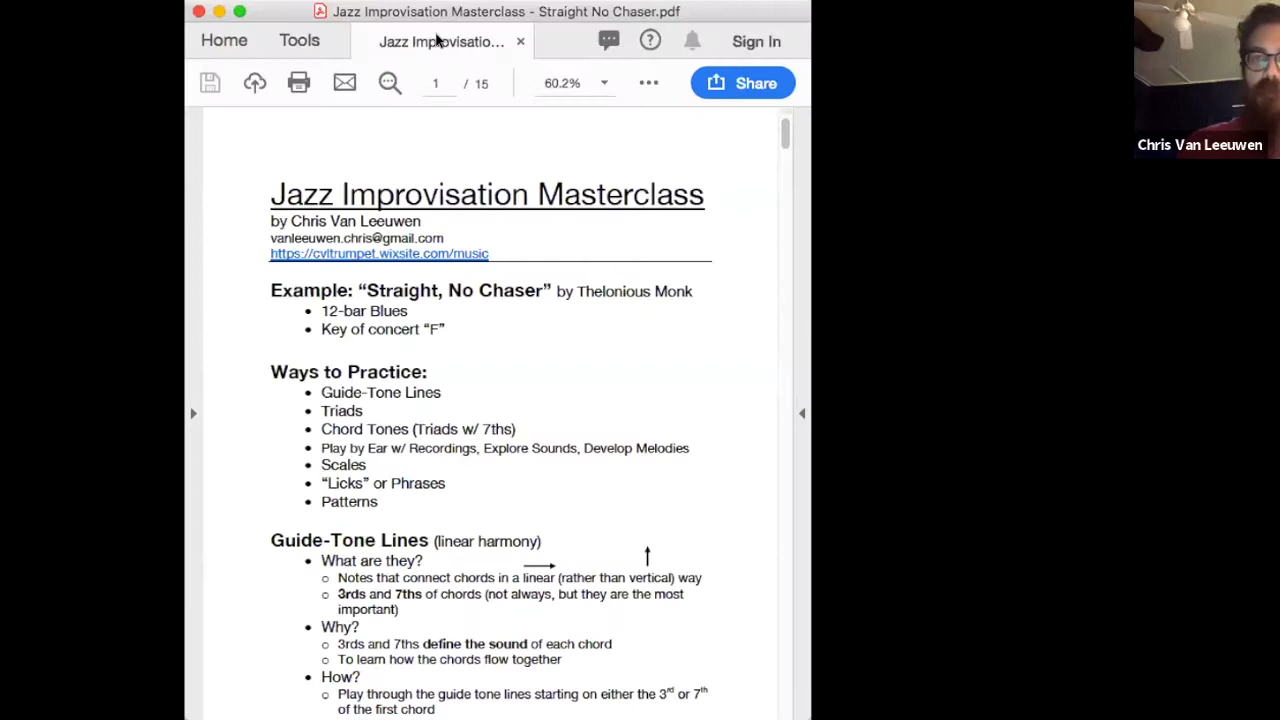 Jazz Improvisation Masterclass - Straight No Chaser.pdf
Home Tools Jazz Improvisatio... × Sign In
1 / 15 60.2% Share
Jazz Improvisation Masterclass
by Chris Van Leeuwen
vanleeuwen.chris@gmail.com
https://cvltrumpet.wixsite.com/music
Example: “Straight, No Chaser” by Thelonious Monk
• 12-bar Blues
• Key of concert “F”
Ways to Practice:
• Guide-Tone Lines
• Triads
• Chord Tones (Triads w/ 7ths)
• Play by Ear w/ Recordings, Explore Sounds, Develop Melodies
• Scales
• “Licks” or Phrases
• Patterns
Guide-Tone Lines (linear harmony)
• What are they?
o Notes that connect chords in a linear (rather than vertical) way
o 3rds and 7ths of chords (not always, but they are the most
important)
• Why?
o 3rds and 7ths define the sound of each chord
o To learn how the chords flow together
• How?
o Play through the guide tone lines starting on either the 3rd or 7th
of the first chord
Chris Van Leeuwen